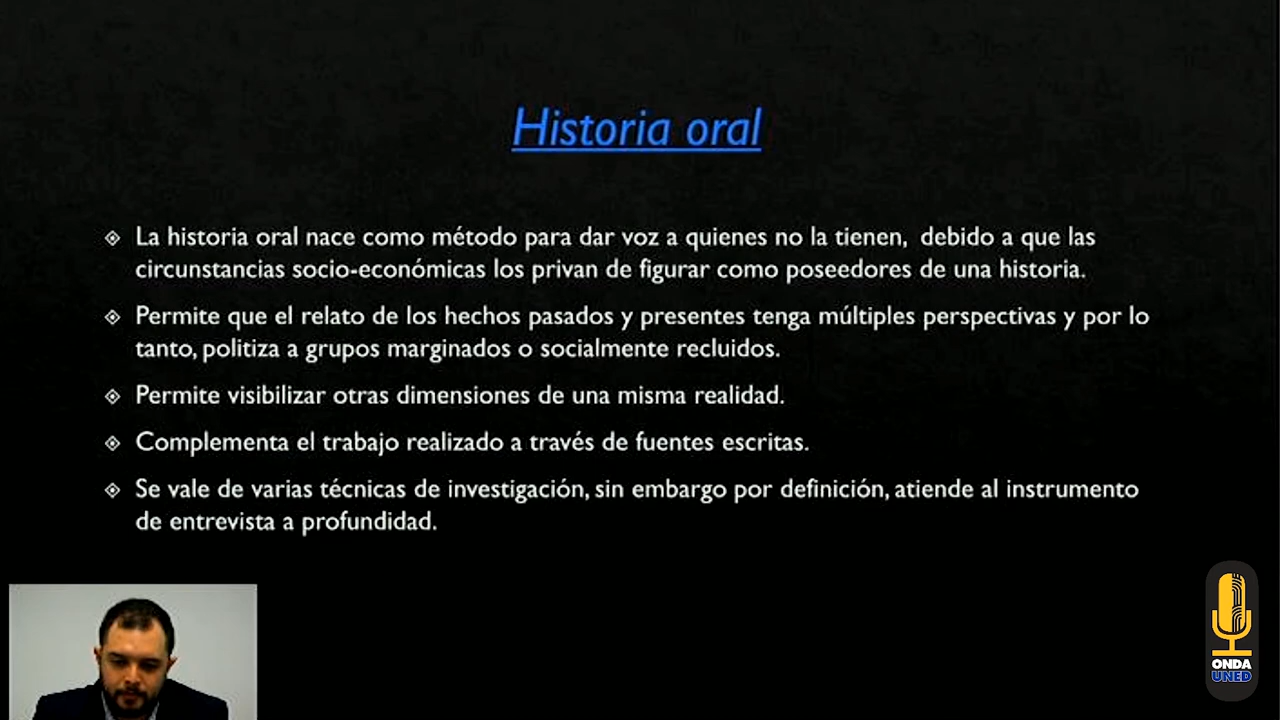 Historia oral
La historia oral nace como método para dar voz a quienes no la tienen, debido a que las
circunstancias socio-económicas los privan de figurar como poseedores de una historia.
Permite que el relato de los hechos pasados y presentes tenga múltiples perspectivas y por lo
tanto, politiza a grupos marginados o socialmente recluidos.
Permite visibilizar otras dimensiones de una misma realidad.
Complementa el trabajo realizado a través de fuentes escritas.
Se vale de varias técnicas de investigación, sin embargo por definición, atiende al instrumento
de entrevista a profundidad.
ONDA
UNED